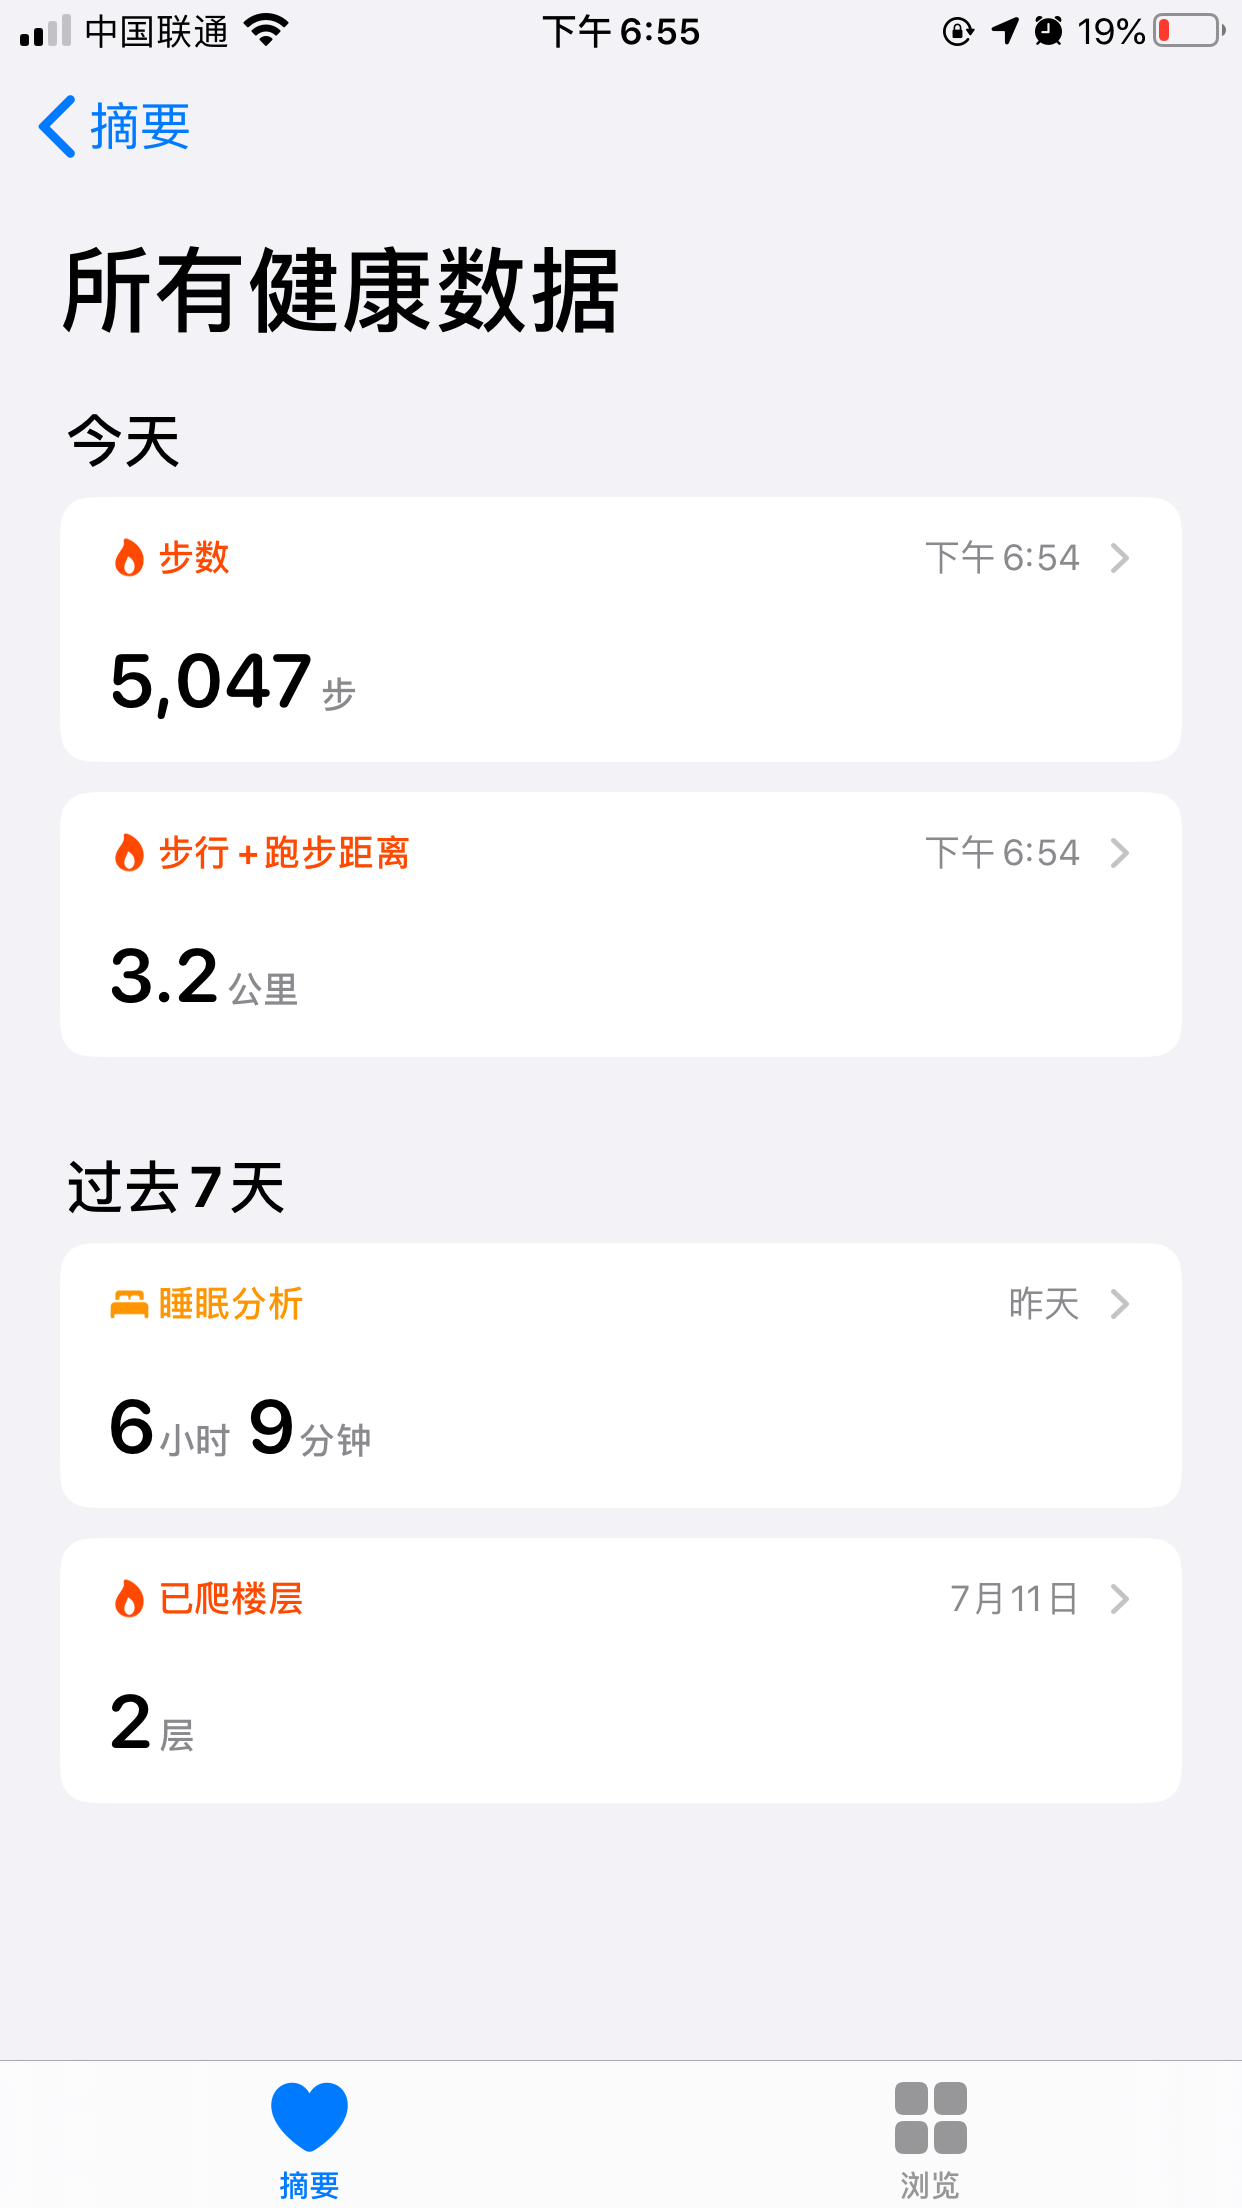 中国联通 下午 6:55 19%
摘要
所有健康数据
今天
步数 下午 6:54
5,047 步
步行 + 跑步距离 下午 6:54
3.2 公里
过去 7 天
睡眠分析 昨天
6 小时 9 分钟
已爬楼层 7月11日
2 层
摘要 浏览